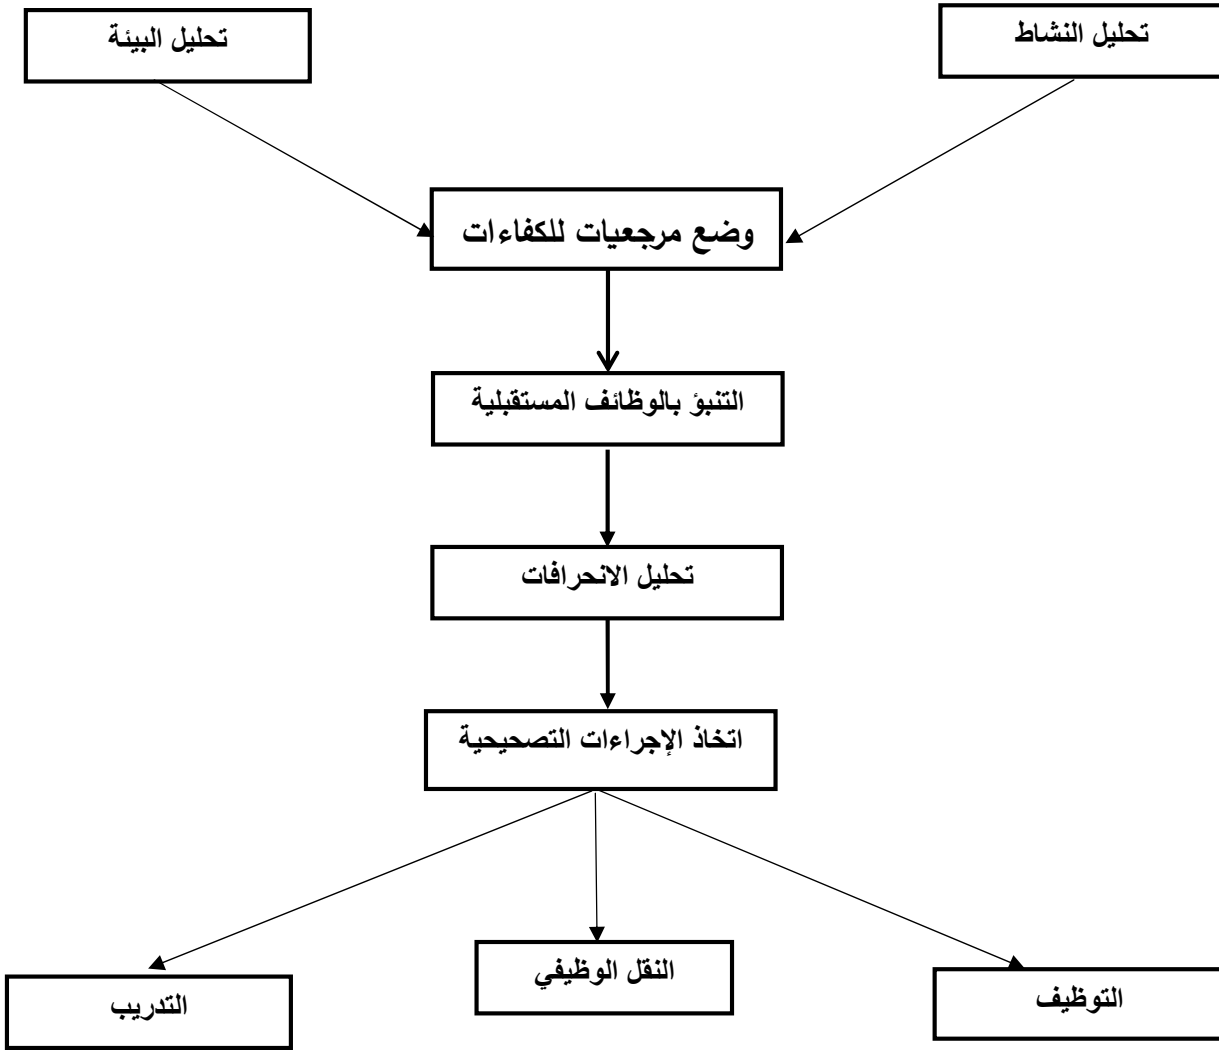 تحليل النشاط
تحليل البيئة
وضع مرجعيات للكفاءات
التنبؤ بالوظائف المستقبلية
تحليل الانحرافات
اتخاذ الإجراءات التصحيحية
التوظيف
النقل الوظيفي
التدريب